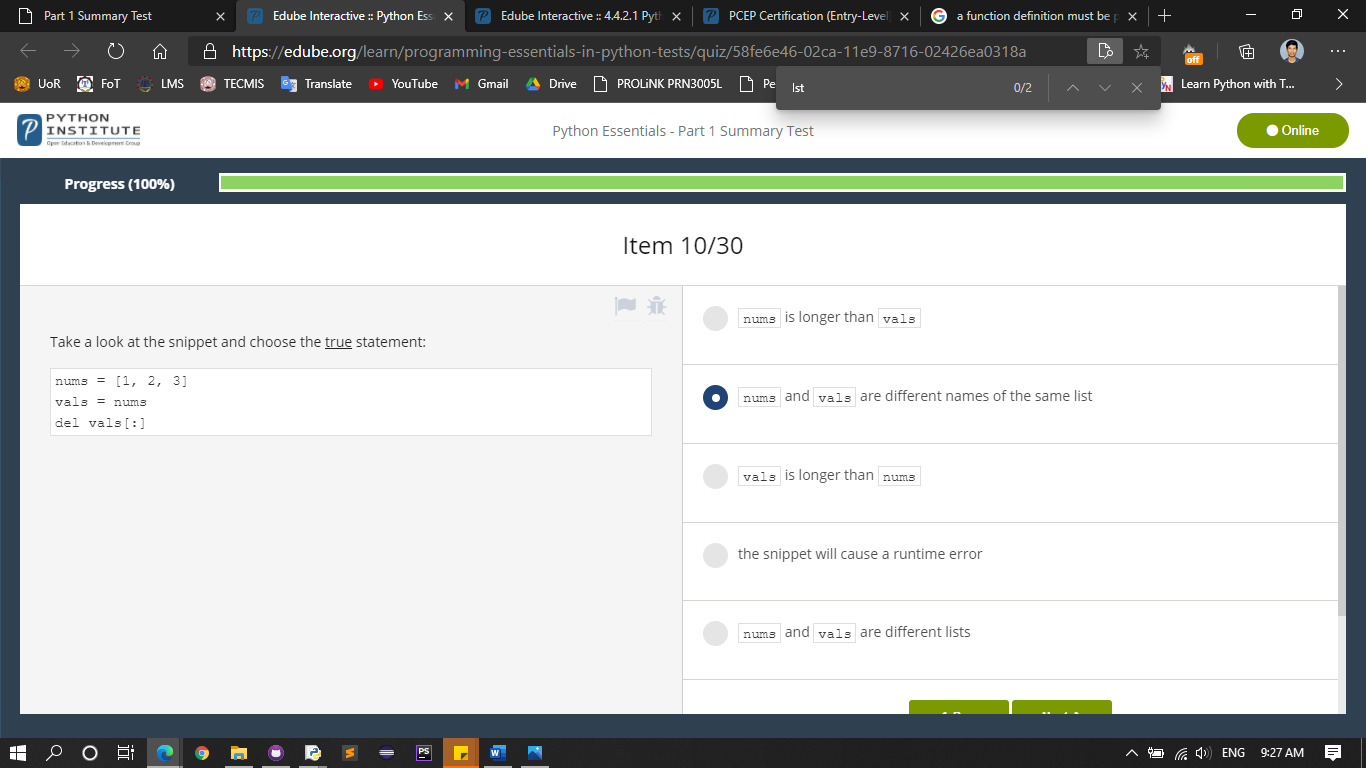 Part 1 Summary Test
Edube Interactive :: Python Ess
Edube Interactive :: 4.4.2.1 Pyth
PCEP Certification (Entry-Level
a function definition must be p
https://edube.org/learn/programming-essentials-in-python-tests/quiz/58fe6e46-02ca-11e9-8716-02426ea0318a
off
UoR
FoT
LMS
TECMIS
Translate
YouTube
Gmail
Drive
PROLiNK PRN3005L
Pe
lst
0/2
Learn Python with T...
PYTHON
INSTITUTE
Open Education & Development Group
Python Essentials - Part 1 Summary Test
Online
Progress (100%)
Item 10/30
Take a look at the snippet and choose the true statement:
nums = [1, 2, 3]
vals = nums
del vals[:]
nums is longer than vals
nums and vals are different names of the same list
vals is longer than nums
the snippet will cause a runtime error
nums and vals are different lists
ENG
9:27 AM